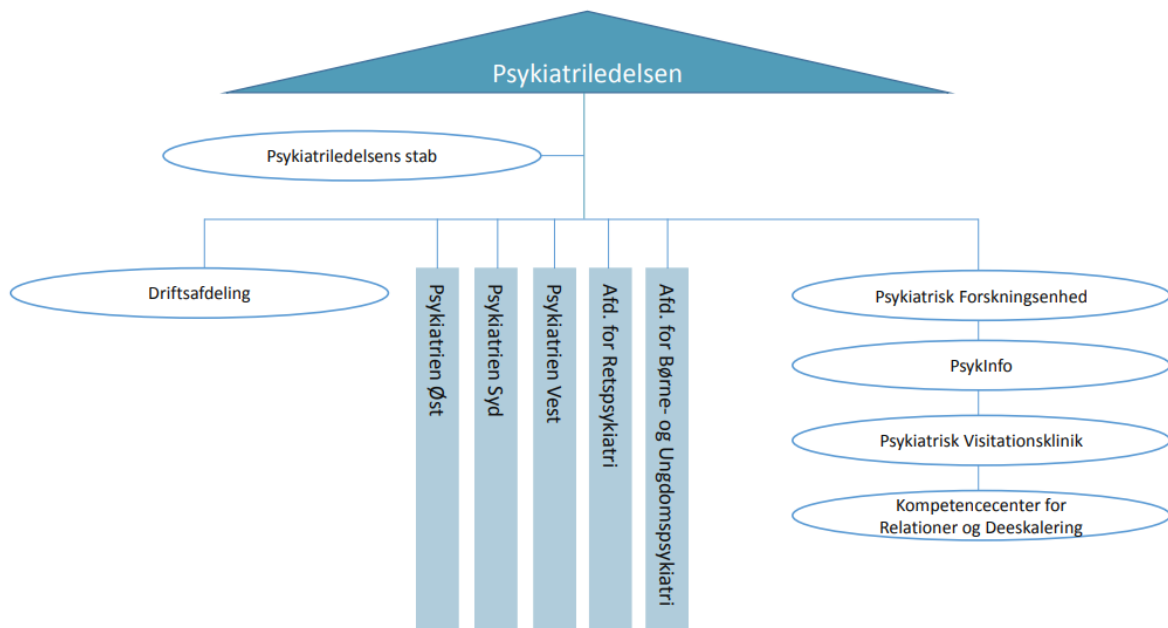 Psykiatriledelsen
Psykiatriledelsens stab
Driftsafdeling
Psykiatrien Øst
Psykiatrien Syd
Psykiatrien Vest
Afd. for Retspsykiatri
Afd. for Børne- og Ungdomspsykiatri
Psykiatrisk Forskningsenhed
PsykInfo
Psykiatrisk Visitationsklinik
Kompetencecenter for
Relationer og Deeskalering